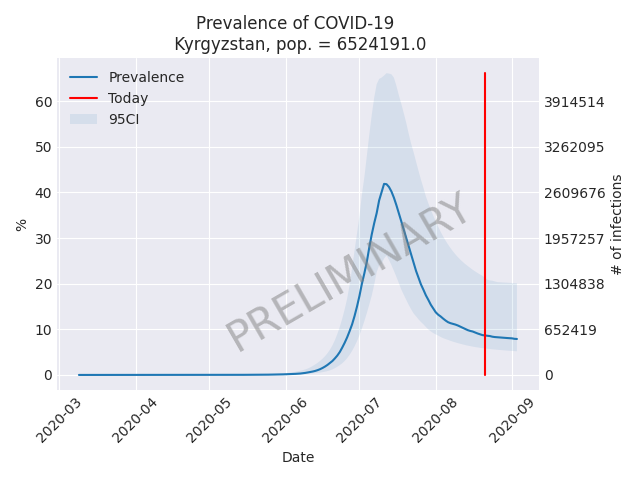 Prevalence of COVID-19
Kyrgyzstan, pop. = 6524191.0
Prevalence
Today
95CI
60
50
40
30
20
10
0
%
3914514
3262095
2609676
1957257
1304838
652419
0
# of infections
PRELIMINARY
2020-03
2020-04
2020-05
2020-06
2020-07
2020-08
2020-09
Date